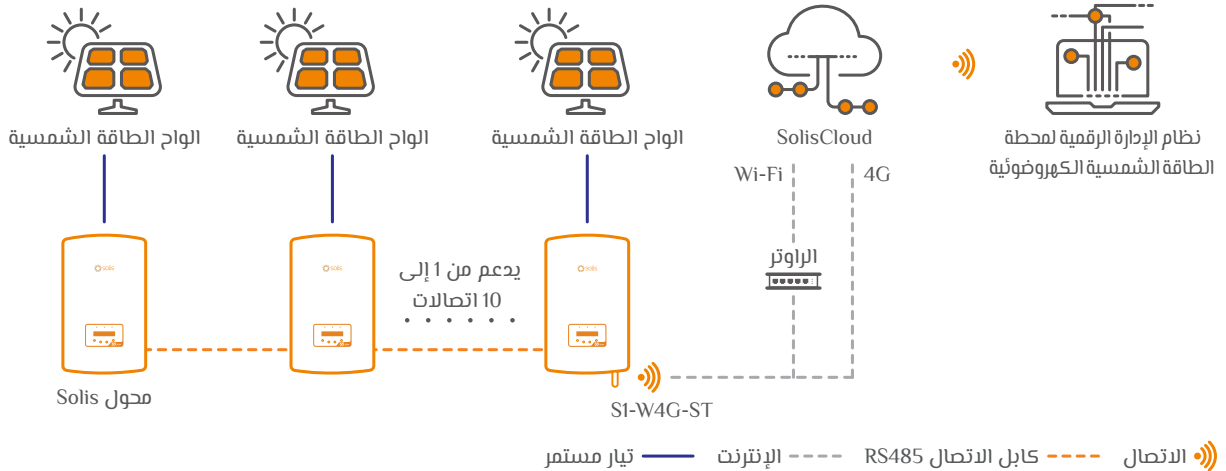 الواح الطاقة الشمسية
الواح الطاقة الشمسية
الواح الطاقة الشمسية
SolisCloud
نظام الإدارة الرقمية لمحطة
الطاقة الشمسية الكهروضوئية
Wi-Fi
4G
الراوتر
يدعم من 1 إلى
10 اتصالات
solis
solis
solis
محول Solis
S1-W4G-ST
الاتصال
كابل الاتصال RS485
الإنترنت
تيار مستمر